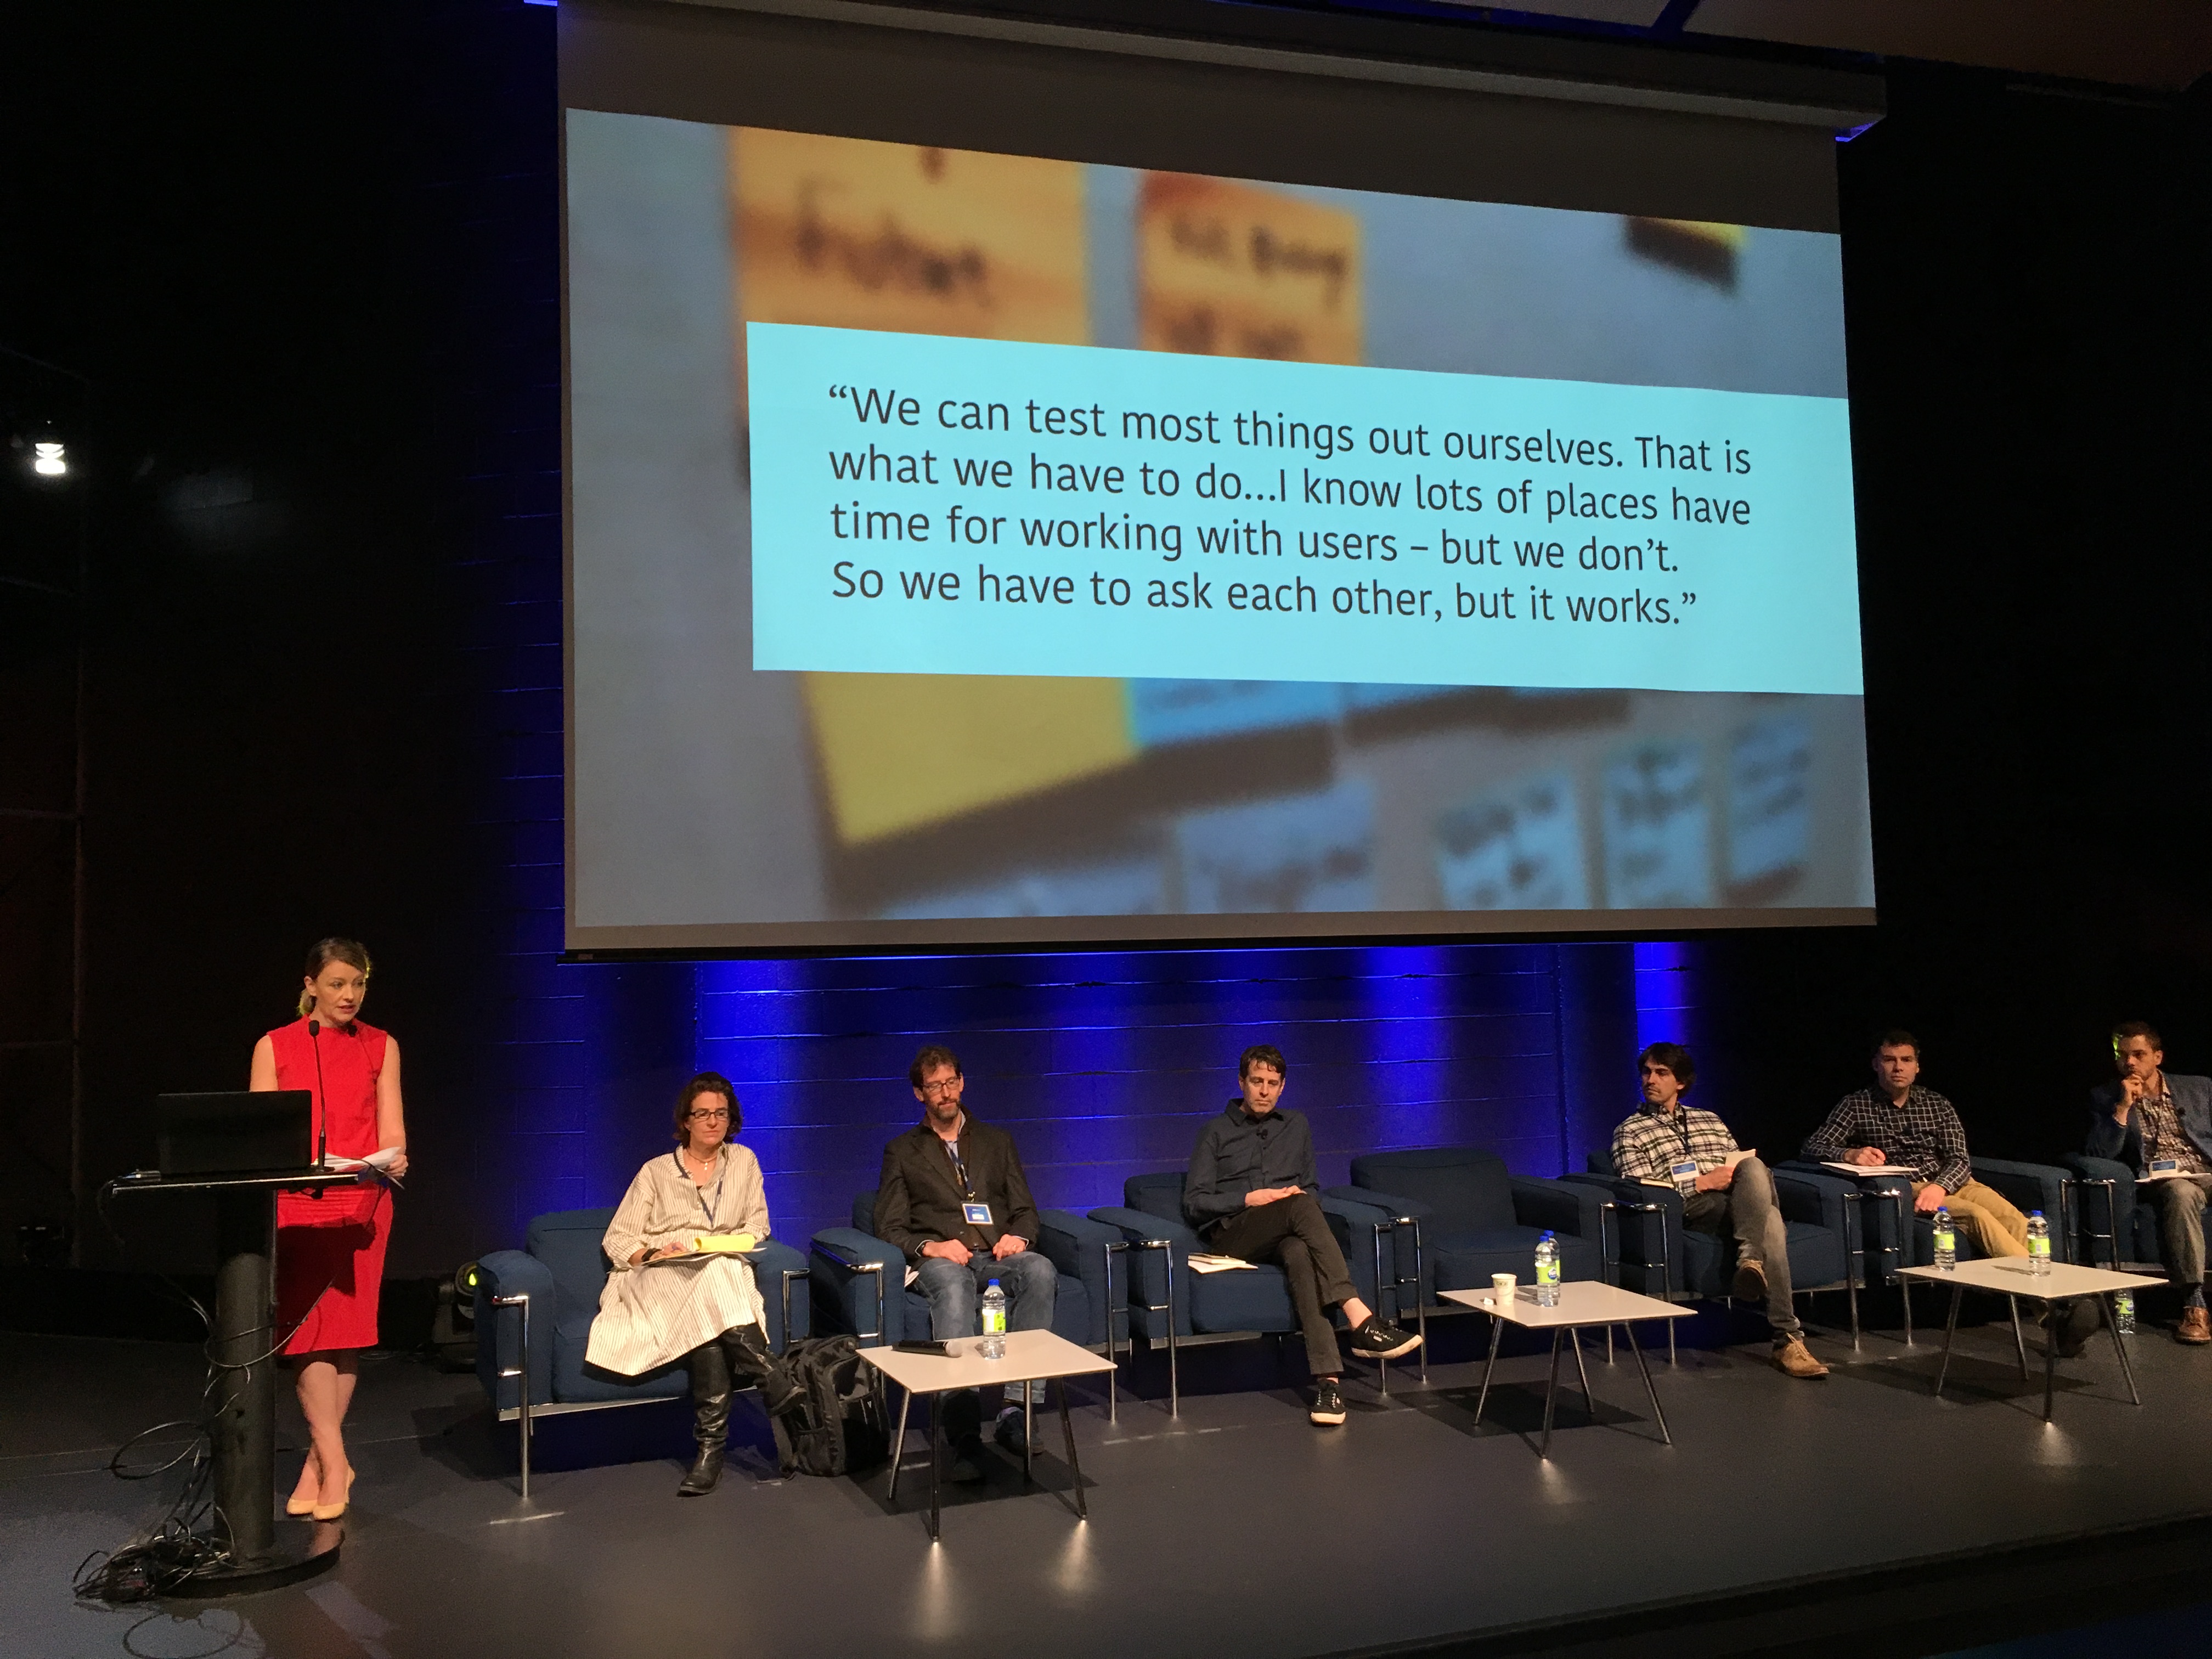 “We can test most things out ourselves. That is
what we have to do...I know lots of places have
time for working with users – but we don’t.
So we have to ask each other, but it works.”